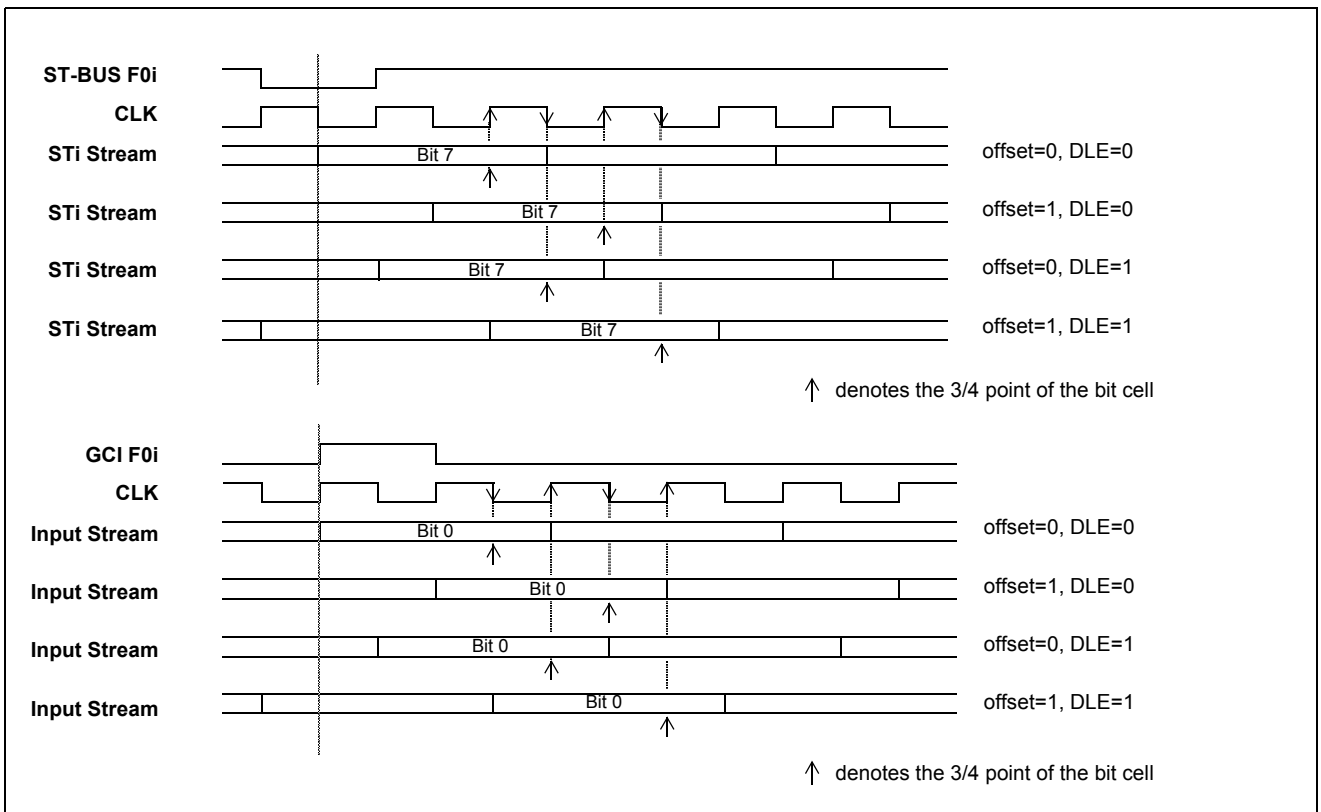 ST-BUS F0i
CLK
STi Stream Bit 7 offset=0, DLE=0
STi Stream Bit 7 offset=1, DLE=0
STi Stream Bit 7 offset=0, DLE=1
STi Stream Bit 7 offset=1, DLE=1
denotes the 3/4 point of the bit cell
GCI F0i
CLK
Input Stream Bit 0 offset=0, DLE=0
Input Stream Bit 0 offset=1, DLE=0
Input Stream Bit 0 offset=0, DLE=1
Input Stream Bit 0 offset=1, DLE=1
denotes the 3/4 point of the bit cell